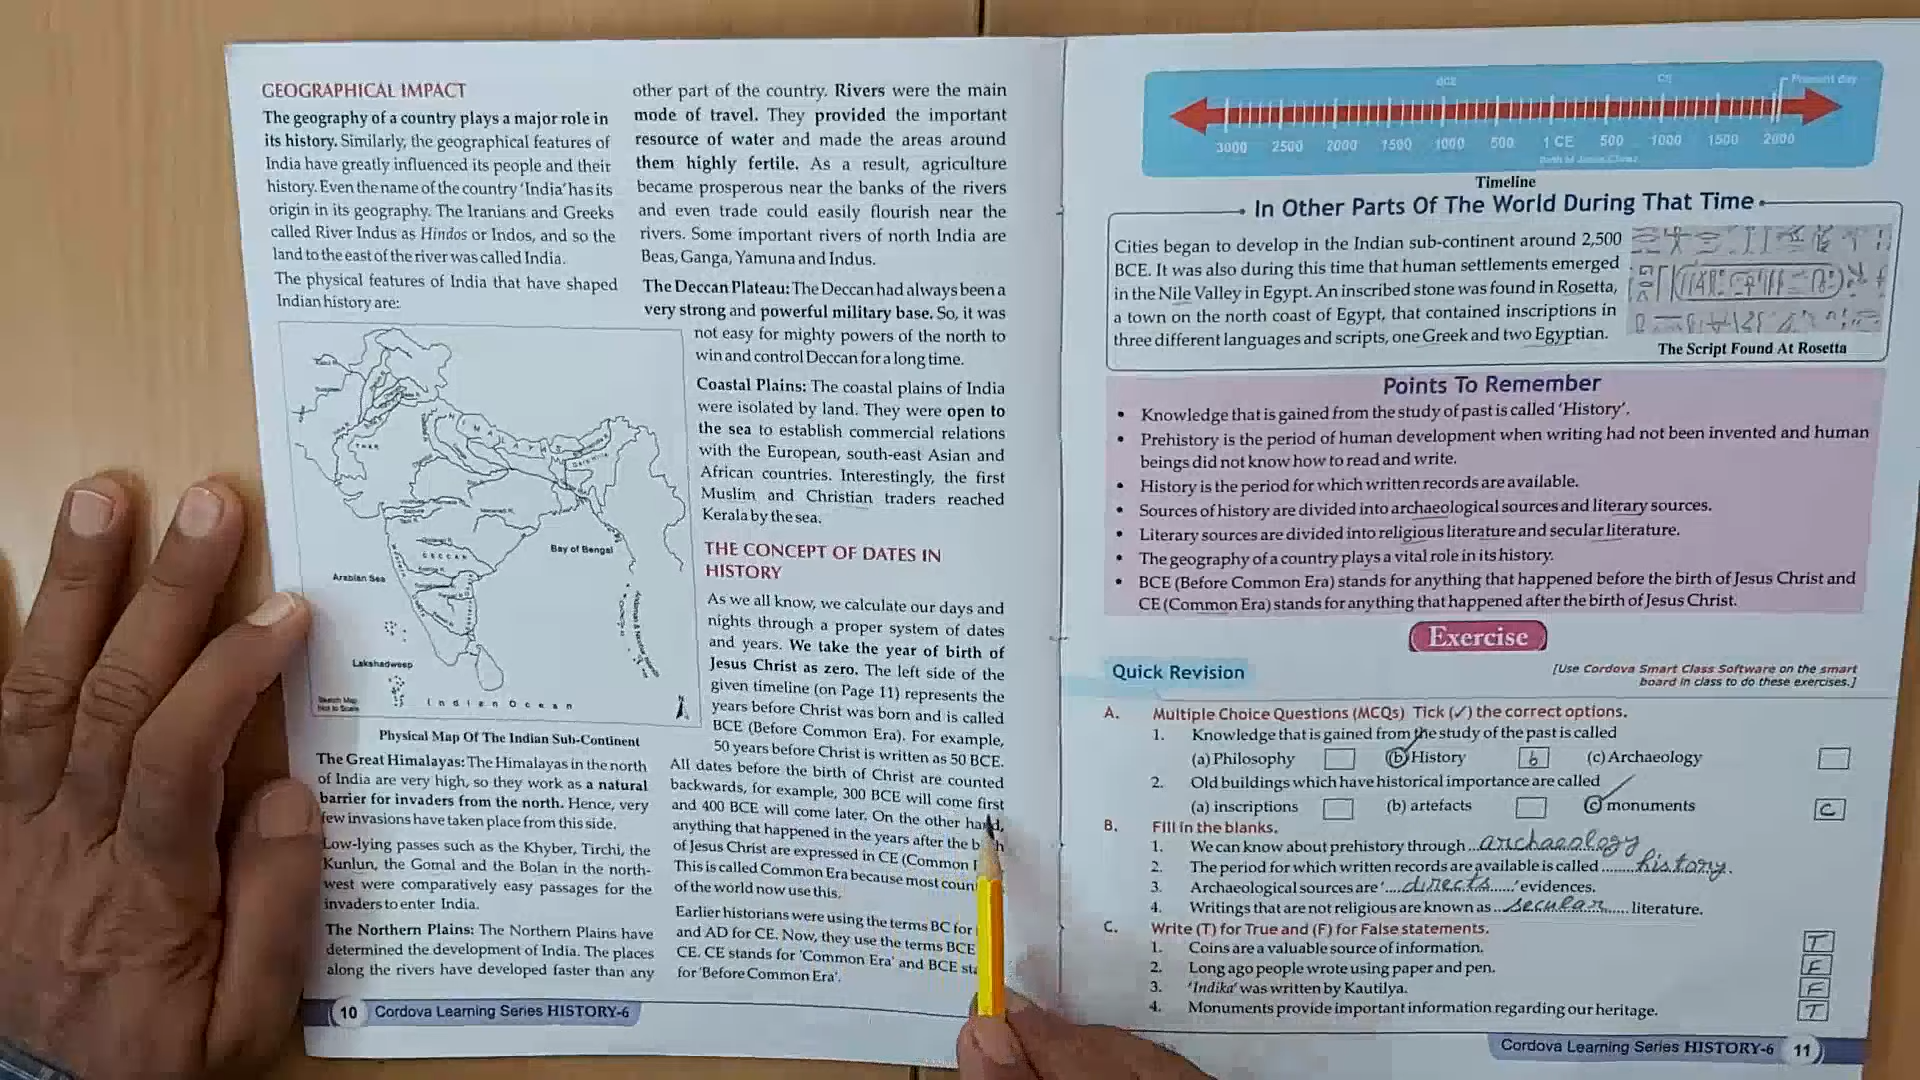 GEOGRAPHICAL IMPACT
The geography of a country plays a major role in
its history. Similarly, the geographical features of
India have greatly influenced its people and their
history. Even the name of the country 'India' has its
origin in its geography. The Iranians and Greeks
called River Indus as Hindos or Indos, and so the
land to the east of the river was called India.
The physical features of India that have shaped
Indian history are:
THAR
DECCAN
Bay of Bengal
Arabian Sea
Lakshadweep
Indian Ocean
Sketch Map
Not to Scale
N
Physical Map Of The Indian Sub-Continent
The Great Himalayas: The Himalayas in the north
of India are very high, so they work as a natural
barrier for invaders from the north. Hence, very
few invasions have taken place from this side.
Low-lying passes such as the Khyber, Tirchi, the
Kunlun, the Gomal and the Bolan in the north-
west were comparatively easy passages for the
invaders to enter India.
The Northern Plains: The Northern Plains have
determined the development of India. The places
along the rivers have developed faster than any
10 Cordova Learning Series HISTORY-6
other part of the country. Rivers were the main
mode of travel. They provided the important
resource of water and made the areas around
them highly fertile. As a result, agriculture
became prosperous near the banks of the rivers
and even trade could easily flourish near the
rivers. Some important rivers of north India are
Beas, Ganga, Yamuna and Indus.
The Deccan Plateau: The Deccan had always been a
very strong and powerful military base. So, it was
not easy for mighty powers of the north to
win and control Deccan for a long time.
Coastal Plains: The coastal plains of India
were isolated by land. They were open to
the sea to establish commercial relations
with the European, south-east Asian and
African countries. Interestingly, the first
Muslim and Christian traders reached
Kerala by the sea.
THE CONCEPT OF DATES IN
HISTORY
As we all know, we calculate our days and
nights through a proper system of dates
and years. We take the year of birth of
Jesus Christ as zero. The left side of the
given timeline (on Page 11) represents the
years before Christ was born and is called
BCE (Before Common Era). For example,
50 years before Christ is written as 50 BCE.
All dates before the birth of Christ are counted
backwards, for example, 300 BCE will come first
and 400 BCE will come later. On the other hand,
anything that happened in the years after the
of Jesus Christ are expressed in CE (Common
This is called Common Era because most
of the world now use this.
Earlier historians were using the terms BC for
and AD for CE. Now, they use the terms BCE
CE. CE stands for 'Common Era' and BCE
for 'Before Common Era'.
BCE CE Present day
3000 2500 2000 1500 1000 500 1 CE 500 1000 1500 2000
Birth of Jesus Christ
Timeline
In Other Parts Of The World During That Time
Cities began to develop in the Indian sub-continent around 2,500
BCE. It was also during this time that human settlements emerged
in the Nile Valley in Egypt. An inscribed stone was found in Rosetta,
a town on the north coast of Egypt, that contained inscriptions in
three different languages and scripts, one Greek and two Egyptian.
The Script Found At Rosetta
Points To Remember
• Knowledge that is gained from the study of past is called 'History'.
• Prehistory is the period of human development when writing had not been invented and human
beings did not know how to read and write.
• History is the period for which written records are available.
• Sources of history are divided into archaeological sources and literary sources.
• Literary sources are divided into religious literature and secular literature.
• The geography of a country plays a vital role in its history.
• BCE (Before Common Era) stands for anything that happened before the birth of Jesus Christ and
CE (Common Era) stands for anything that happened after the birth of Jesus Christ.
Exercise
Quick Revision
[Use Cordova Smart Class Software on the smart
board in class to do these exercises.]
A. Multiple Choice Questions (MCQs) Tick (✓) the correct options.
1. Knowledge that is gained from the study of the past is called
(a) Philosophy (b) History b (c) Archaeology
2. Old buildings which have historical importance are called
(a) inscriptions (b) artefacts (c) monuments C
B. Fill in the blanks.
1. We can know about prehistory through ...archaeology
2. The period for which written records are available is called ........history.
3. Archaeological sources are '....directs......' evidences.
4. Writings that are not religious are known as ...secular...... literature.
C. Write (T) for True and (F) for False statements.
1. Coins are a valuable source of information. T
2. Long ago people wrote using paper and pen. F
3. 'Indika' was written by Kautilya. F
4. Monuments provide important information regarding our heritage. T
Cordova Learning Series HISTORY-6 11